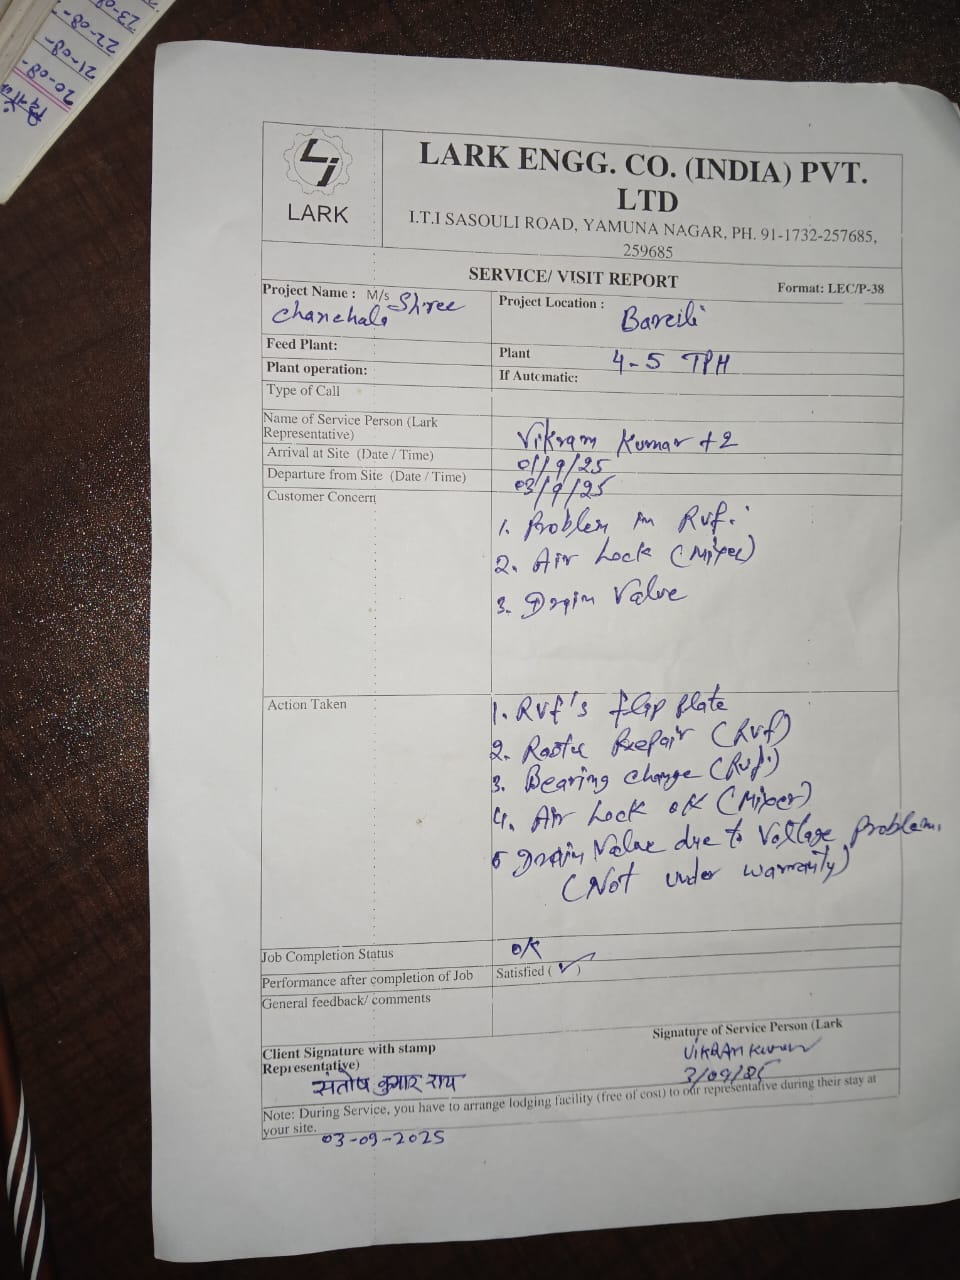 23-08
22-08-
21-08-
20-08-
LARK
LARK ENGG. CO. (INDIA) PVT.
LTD
I.T.I SASOULI ROAD, YAMUNA NAGAR, PH. 91-1732-257685,
259685
SERVICE/ VISIT REPORT
Format: LEC/P-38
Project Name : M/s Shree
Chanchala
Project Location :
Bareili
Feed Plant:
Plant
4-5 TPH
Plant operation:
If Automatic:
Type of Call
Name of Service Person (Lark
Representative)
Vikram Kumar +2
Arrival at Site (Date / Time)
01/9/25
Departure from Site (Date / Time)
03/9/25
Customer Concern
1. Problem in Rvf.
2. Air Lock (Mixer)
3. Drain Valve
Action Taken
1. Rvf's flap plate
2. Repair (Rvf)
3. Bearing change (Rvf.)
4. Air Lock ok (Mixer)
5 Drain Valve due to Voltage problem.
(Not under warranty)
Job Completion Status
OK
Performance after completion of Job
Satisfied ( ✓ )
General feedback/ comments
Signature of Service Person (Lark
Client Signature with stamp
Representative)
VIKRAM Kumar
3/09/25
संतोष कुमार राय
Note: During Service, you have to arrange lodging facility (free of cost) to our representative during their stay at
your site.
03-09-2025